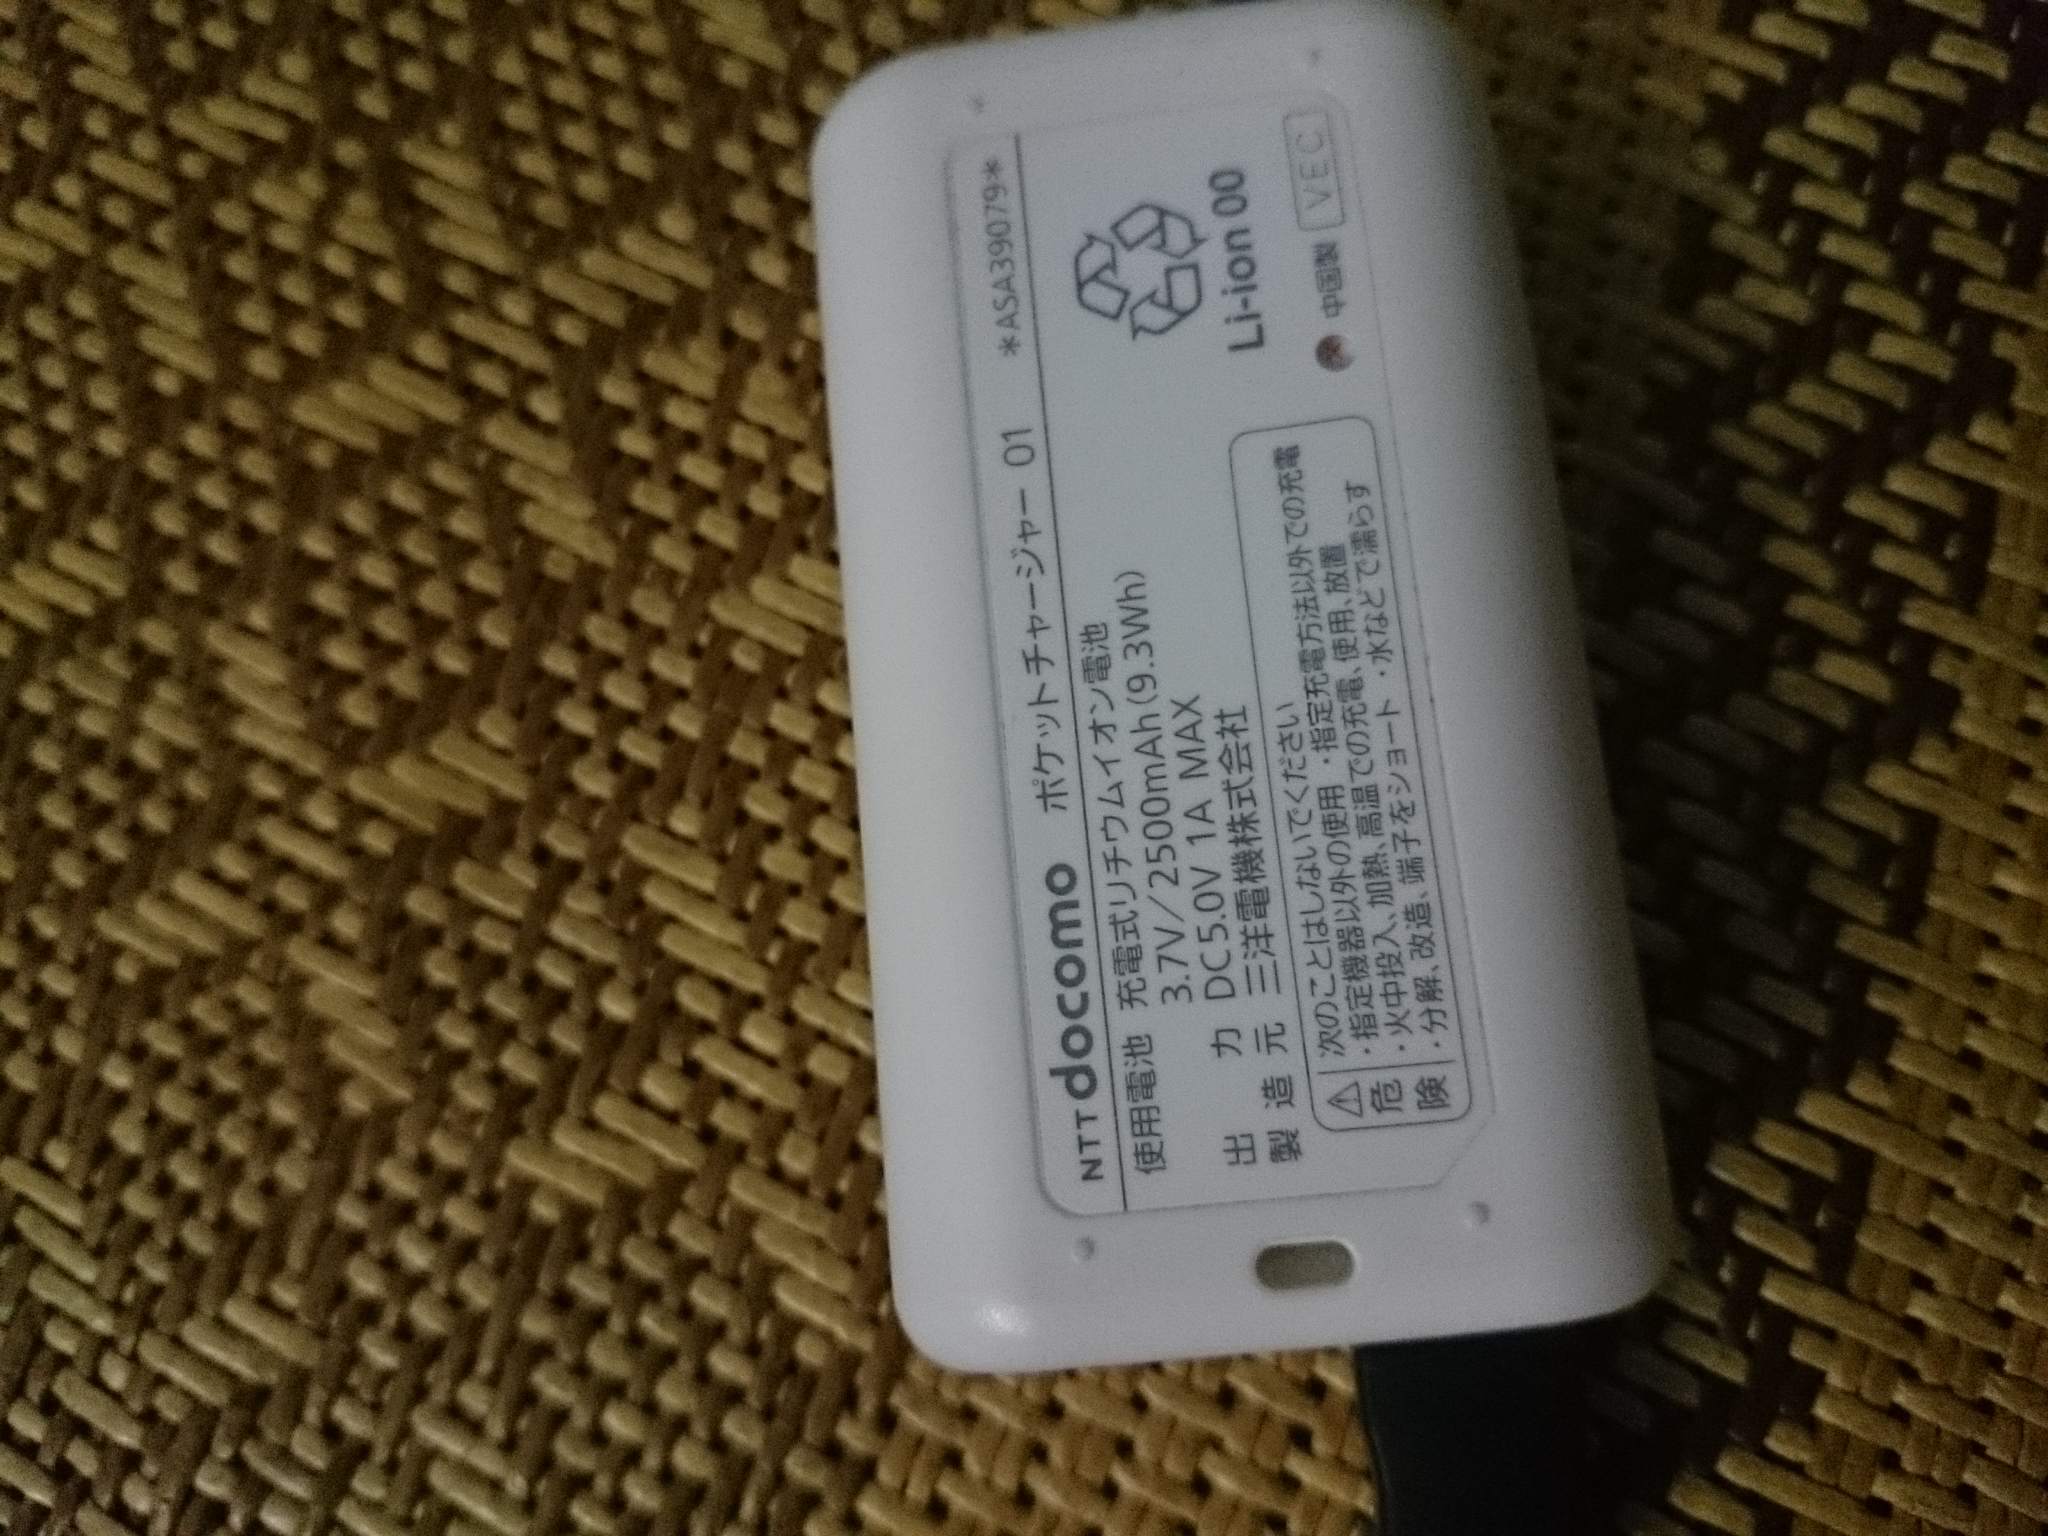 NTT docomo ポケットチャージャー 01 *ASA39079*
使用電池 充電式リチウムイオン電池
3.7V/2500mAh(9.3Wh)
出力 DC5.0V 1A MAX
製造元 三洋電機株式会社
Li-ion 00
中国製 VEC
危険
次のことはしないでください
・指定機器以外の使用 ・指定充電方法以外での充電
・火中投入、加熱、高温での充電、使用、放置
・分解、改造、端子をショート ・水などで濡らす